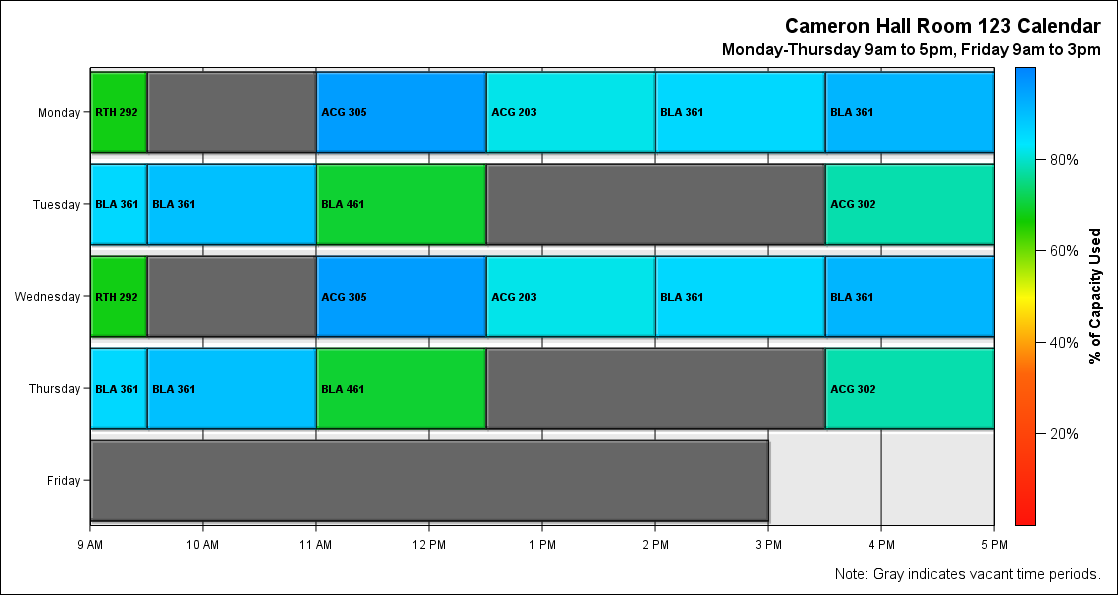 Cameron Hall Room 123 Calendar
Monday-Thursday 9am to 5pm, Friday 9am to 3pm
Monday
RTH 292
ACG 305
ACG 203
BLA 361
BLA 361
Tuesday
BLA 361
BLA 361
BLA 461
ACG 302
Wednesday
RTH 292
ACG 305
ACG 203
BLA 361
BLA 361
Thursday
BLA 361
BLA 361
BLA 461
ACG 302
Friday
9 AM
10 AM
11 AM
12 PM
1 PM
2 PM
3 PM
4 PM
5 PM
80%
60%
40%
20%
% of Capacity Used
Note: Gray indicates vacant time periods.